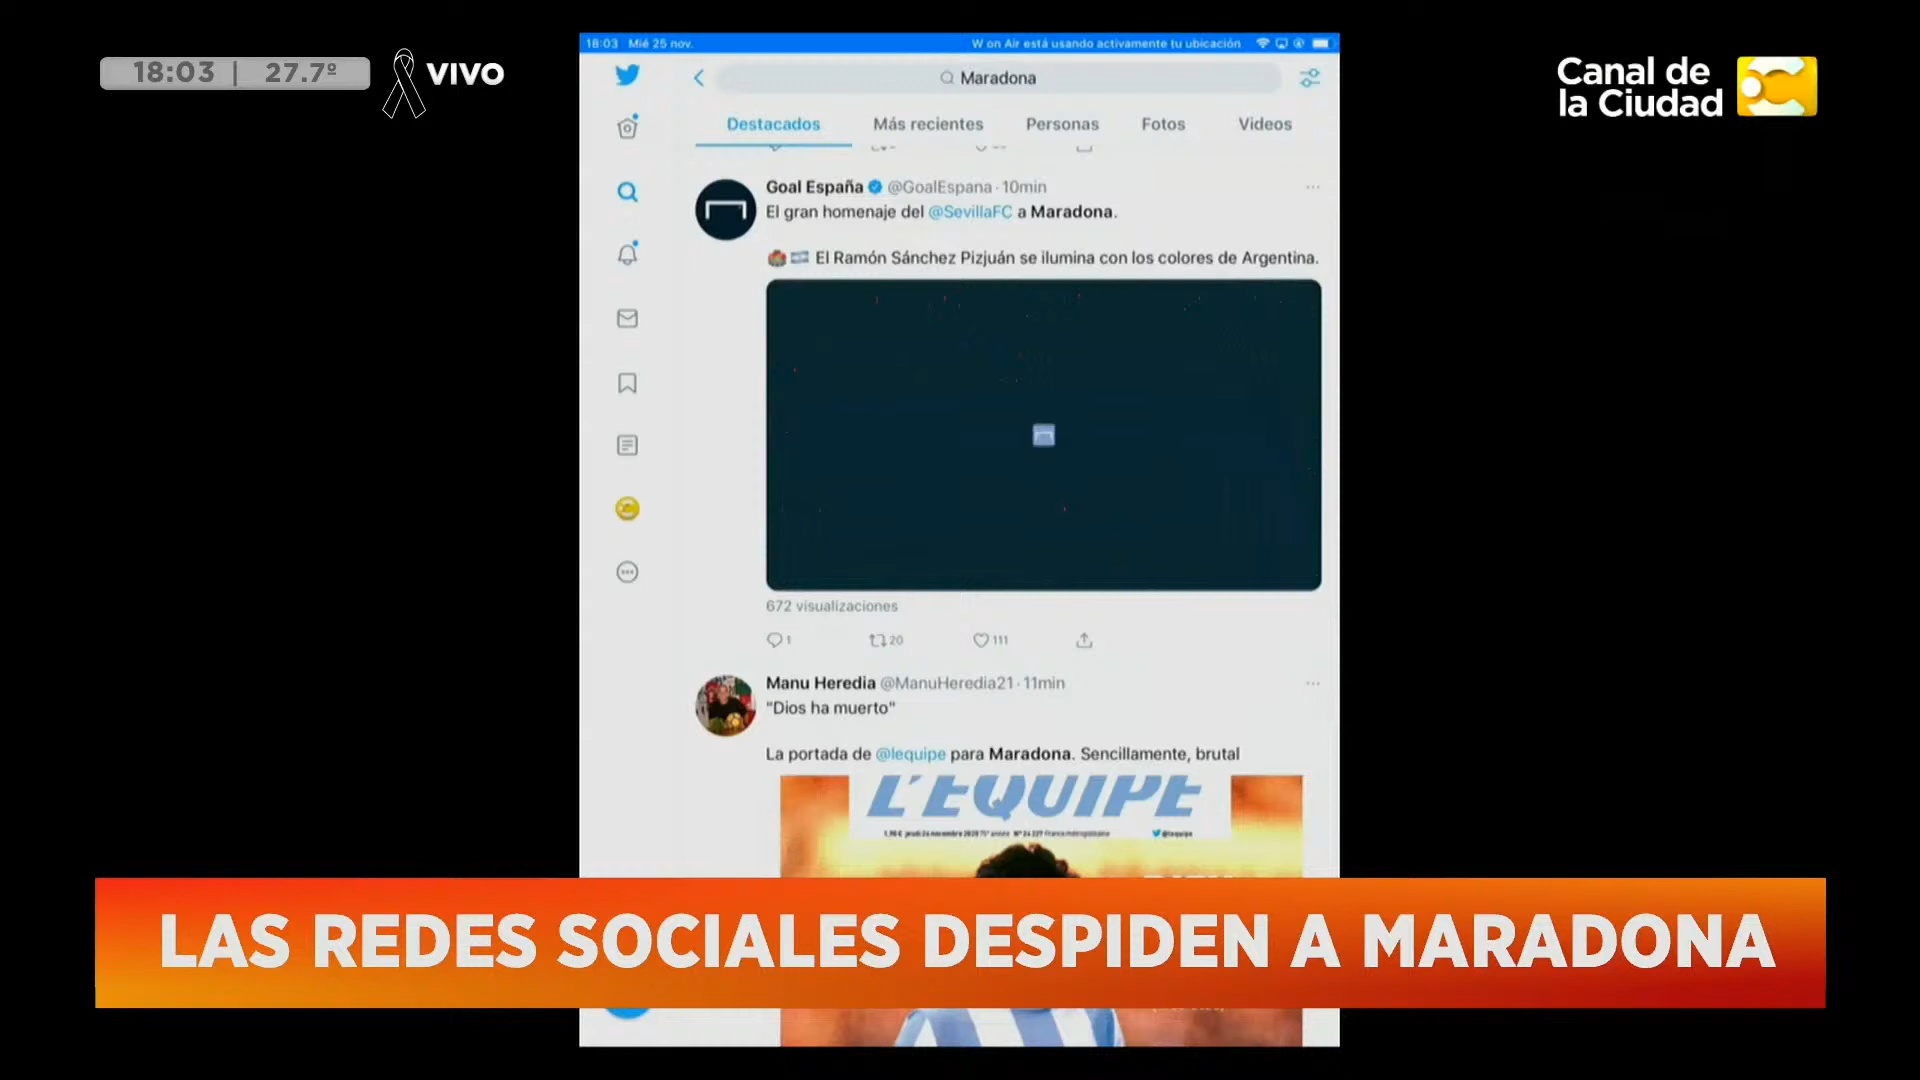 18:03 | 27.7º
VIVO
Canal de
la Ciudad
18:03 Mié 25 nov.
W on Air está usando activamente tu ubicación
Maradona
Destacados
Más recientes
Personas
Fotos
Videos
Goal España @GoalEspana · 10min
El gran homenaje del @SevillaFC a Maradona.
El Ramón Sánchez Pizjuán se ilumina con los colores de Argentina.
672 visualizaciones
1
20
111
Manu Heredia @ManuHeredia21 · 11min
"Dios ha muerto"
La portada de @lequipe para Maradona. Sencillamente, brutal
L'EQUIPE
@lequipe
LAS REDES SOCIALES DESPIDEN A MARADONA